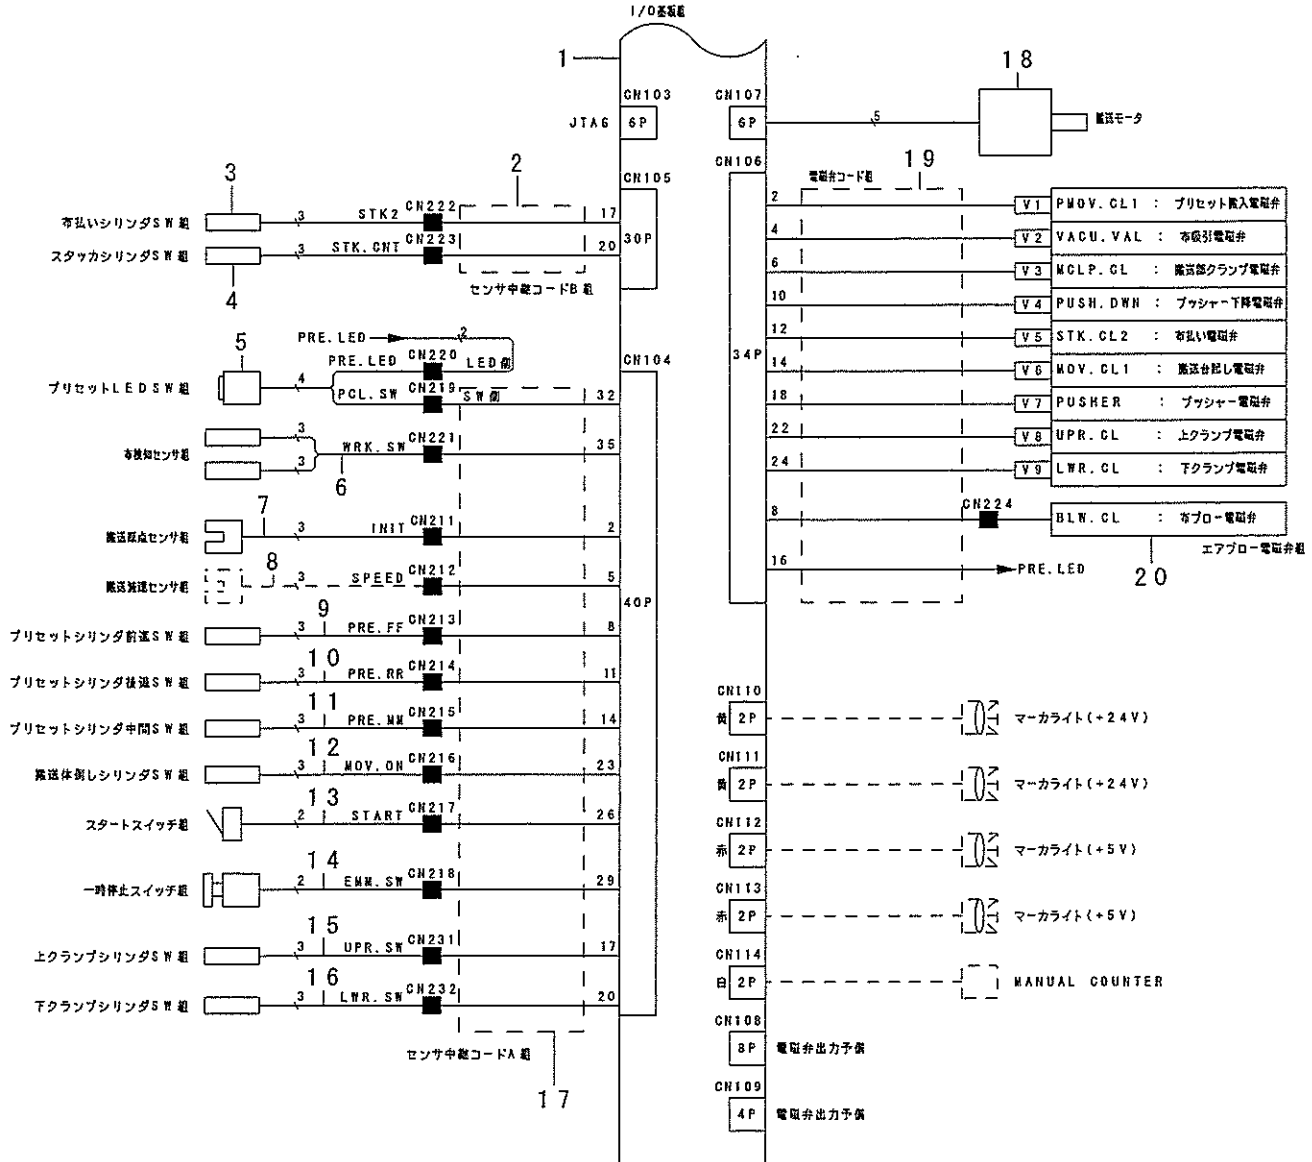 I/O基板組
1
CN103
JTAG 6P
CN107
6P 5
18
搬送モータ
CN105
30P
2
3
布払いシリンダSW組 3 STK2 CN222 17
スタッカシリンダSW組 3 STK.CNT CN223 20
4
センサ中継コードB組
CN106
34P
電磁弁コード組
19
2 V1 PMOV.CL1 : プリセット搬入電磁弁
4 V2 VACU.VAL : 布吸引電磁弁
6 V3 MCLP.CL : 搬送部クランプ電磁弁
10 V4 PUSH.DWN : プッシャー下降電磁弁
12 V5 STK.CL2 : 布払い電磁弁
14 V6 MOV.CL1 : 搬送台起し電磁弁
18 V7 PUSHER : プッシャー電磁弁
22 V8 UPR.CL : 上クランプ電磁弁
24 V9 LWR.CL : 下クランプ電磁弁
8 CN224 BLW.CL : 布ブロー電磁弁
エアブロー電磁弁組
16 PRE.LED
20
CN104
40P
5
PRE.LED 2
PRE.LED CN220 LED側
プリセットLEDSW組 4
PCL.SW CN219 SW側 32
布検知センサ組 3 3 WRK.SW CN221 35
6
7
搬送原点センサ組 3 INIT CN211 2
8
搬送減速センサ組 3 SPEED CN212 5
9
プリセットシリンダ前進SW組 3 PRE.FF CN213 8
10
プリセットシリンダ後退SW組 3 PRE.RR CN214 11
11
プリセットシリンダ中間SW組 3 PRE.MM CN215 14
12
搬送体倒しシリンダSW組 3 MOV.ON CN216 23
13
スタートスイッチ組 2 START CN217 26
14
一時停止スイッチ組 2 EMM.SW CN218 29
15
上クランプシリンダSW組 3 UPR.SW CN231 17
16
下クランプシリンダSW組 3 LWR.SW CN232 20
センサ中継コードA組
17
CN110
黄 2P マーカライト(+24V)
CN111
黄 2P マーカライト(+24V)
CN112
赤 2P マーカライト(+5V)
CN113
赤 2P マーカライト(+5V)
CN114
白 2P MANUAL COUNTER
CN108
8P 電磁弁出力予備
CN109
4P 電磁弁出力予備